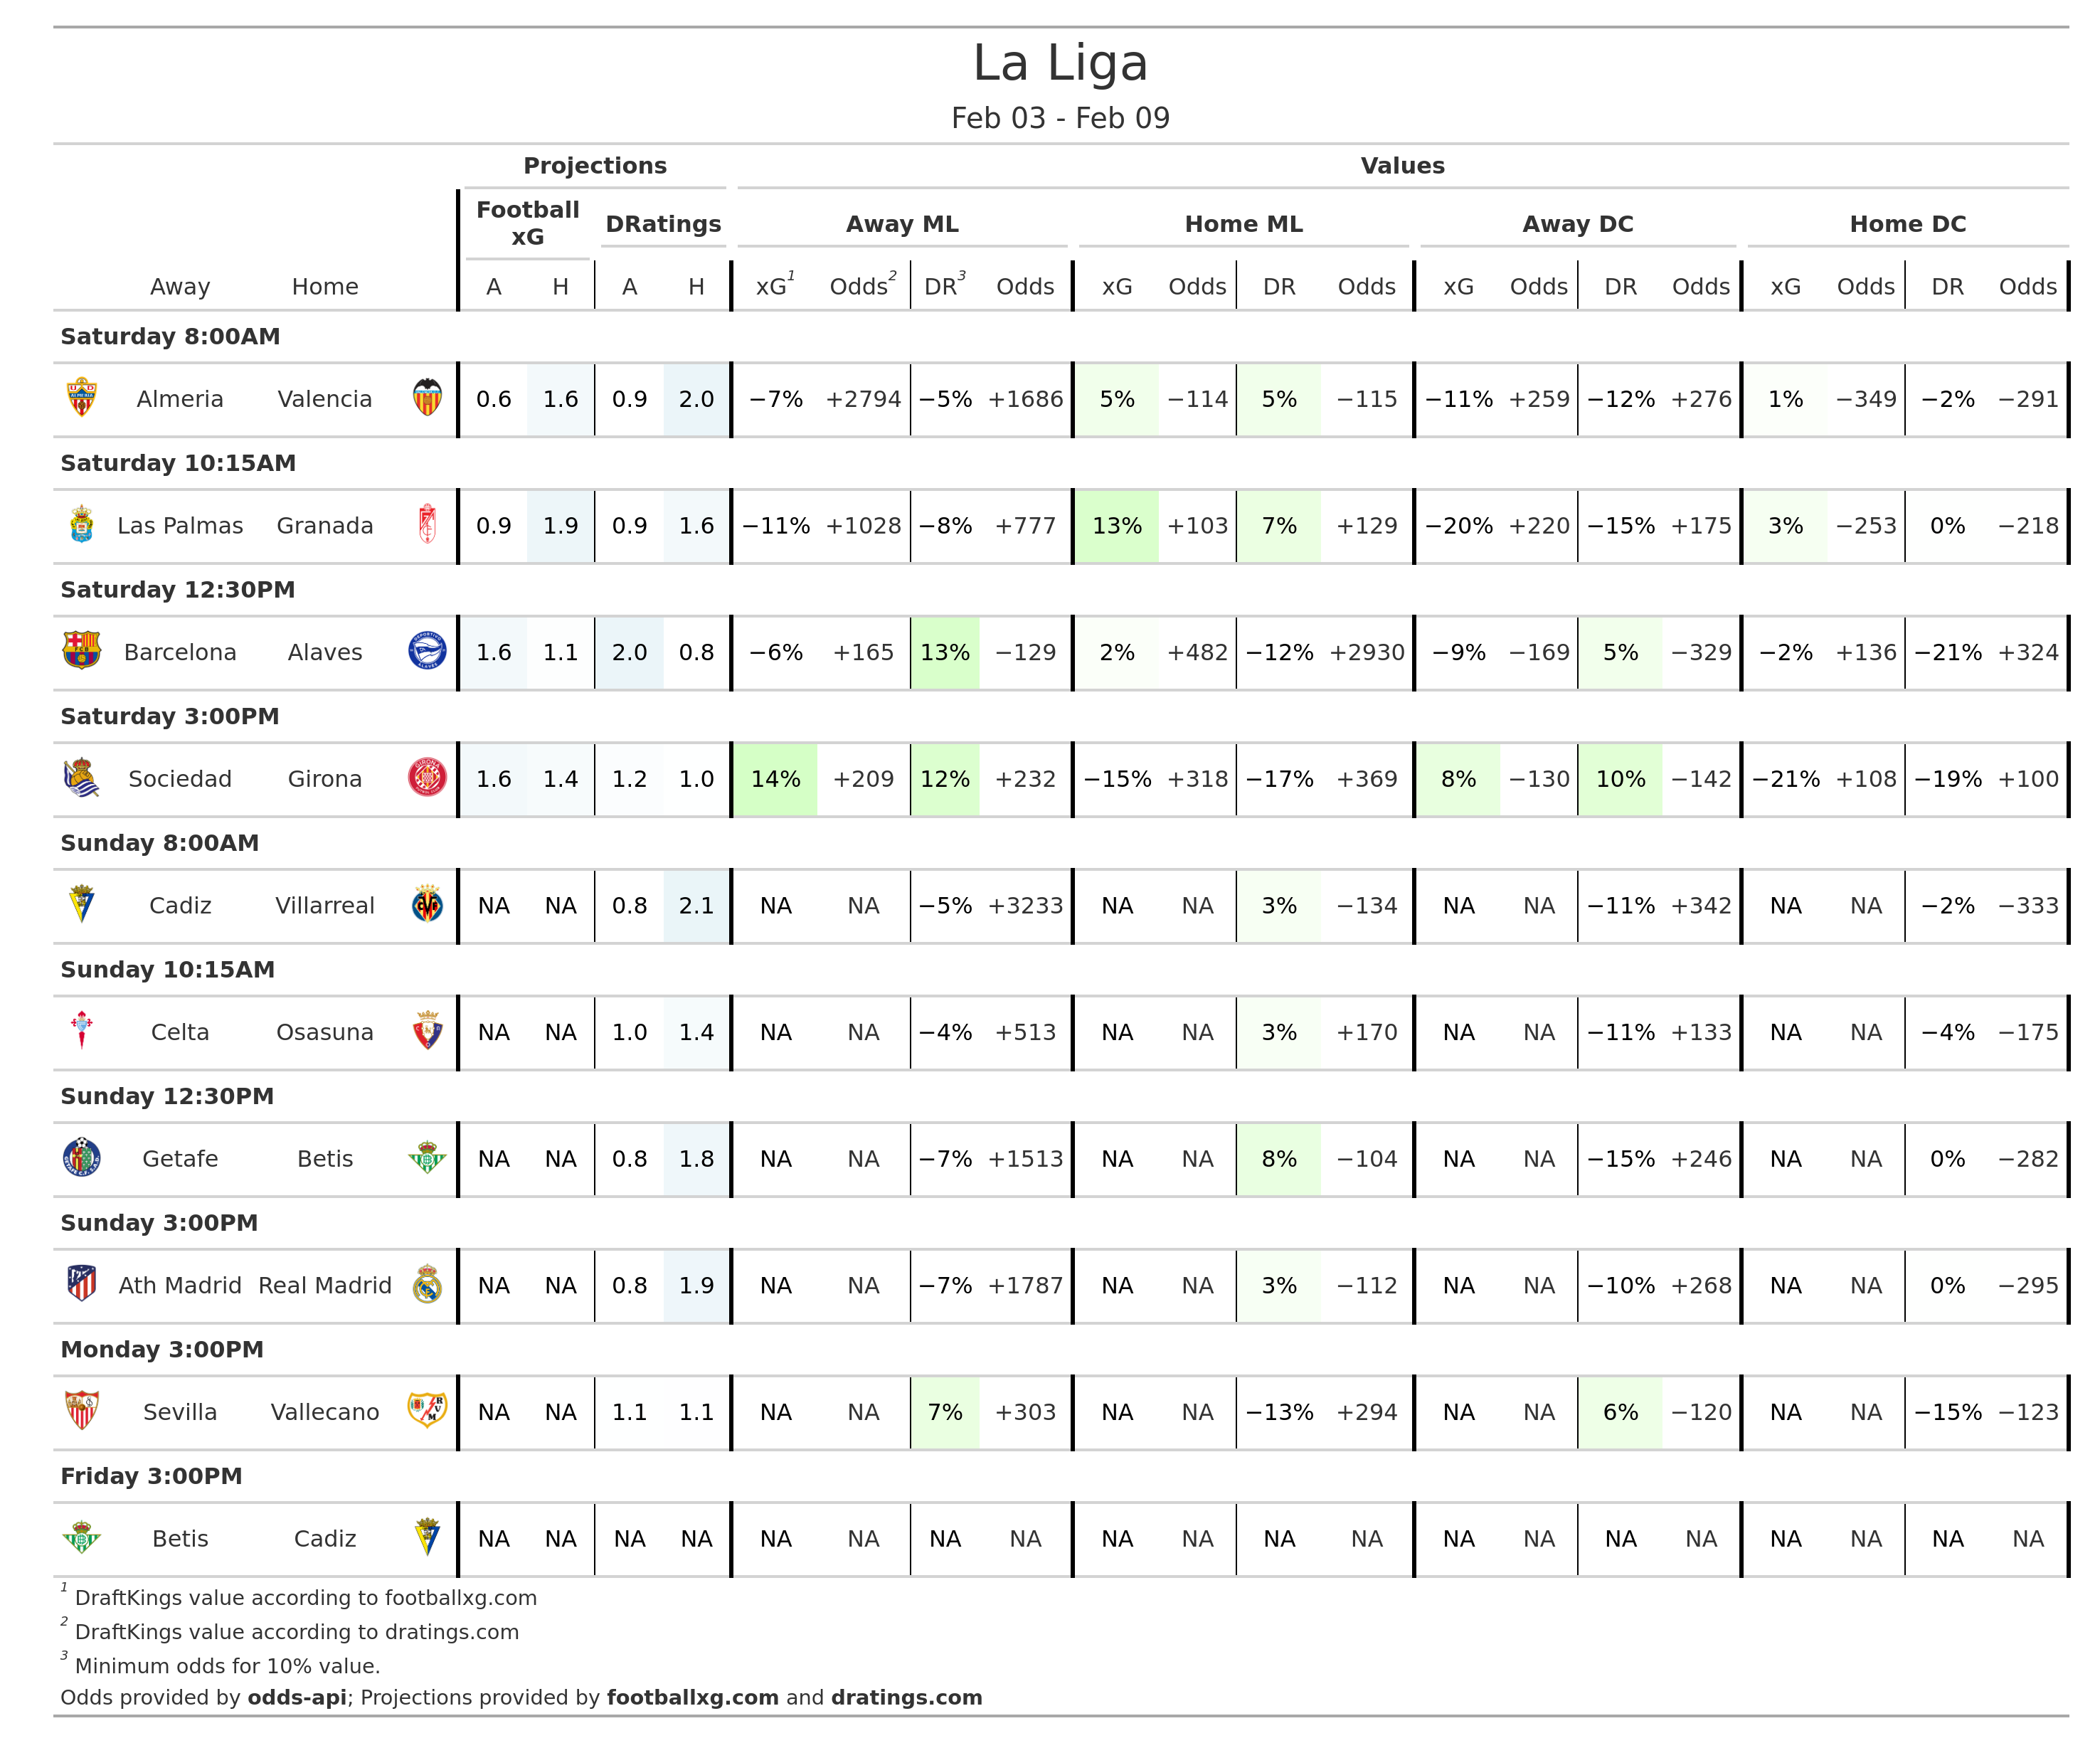 La Liga
Feb 03 - Feb 09
Projections Values
Football xG DRatings Away ML Home ML Away DC Home DC
Away Home A H A H xG1 Odds2 DR3 Odds xG Odds DR Odds xG Odds DR Odds xG Odds DR Odds
Saturday 8:00AM
Almeria Valencia 0.6 1.6 0.9 2.0 −7% +2794 −5% +1686 5% −114 5% −115 −11% +259 −12% +276 1% −349 −2% −291
Saturday 10:15AM
Las Palmas Granada 0.9 1.9 0.9 1.6 −11% +1028 −8% +777 13% +103 7% +129 −20% +220 −15% +175 3% −253 0% −218
Saturday 12:30PM
Barcelona Alaves 1.6 1.1 2.0 0.8 −6% +165 13% −129 2% +482 −12% +2930 −9% −169 5% −329 −2% +136 −21% +324
Saturday 3:00PM
Sociedad Girona 1.6 1.4 1.2 1.0 14% +209 12% +232 −15% +318 −17% +369 8% −130 10% −142 −21% +108 −19% +100
Sunday 8:00AM
Cadiz Villarreal NA NA 0.8 2.1 NA NA −5% +3233 NA NA 3% −134 NA NA −11% +342 NA NA −2% −333
Sunday 10:15AM
Celta Osasuna NA NA 1.0 1.4 NA NA −4% +513 NA NA 3% +170 NA NA −11% +133 NA NA −4% −175
Sunday 12:30PM
Getafe Betis NA NA 0.8 1.8 NA NA −7% +1513 NA NA 8% −104 NA NA −15% +246 NA NA 0% −282
Sunday 3:00PM
Ath Madrid Real Madrid NA NA 0.8 1.9 NA NA −7% +1787 NA NA 3% −112 NA NA −10% +268 NA NA 0% −295
Monday 3:00PM
Sevilla Vallecano NA NA 1.1 1.1 NA NA 7% +303 NA NA −13% +294 NA NA 6% −120 NA NA −15% −123
Friday 3:00PM
Betis Cadiz NA NA NA NA NA NA NA NA NA NA NA NA NA NA NA NA NA NA NA NA
1 DraftKings value according to footballxg.com
2 DraftKings value according to dratings.com
3 Minimum odds for 10% value.
Odds provided by odds-api; Projections provided by footballxg.com and dratings.com